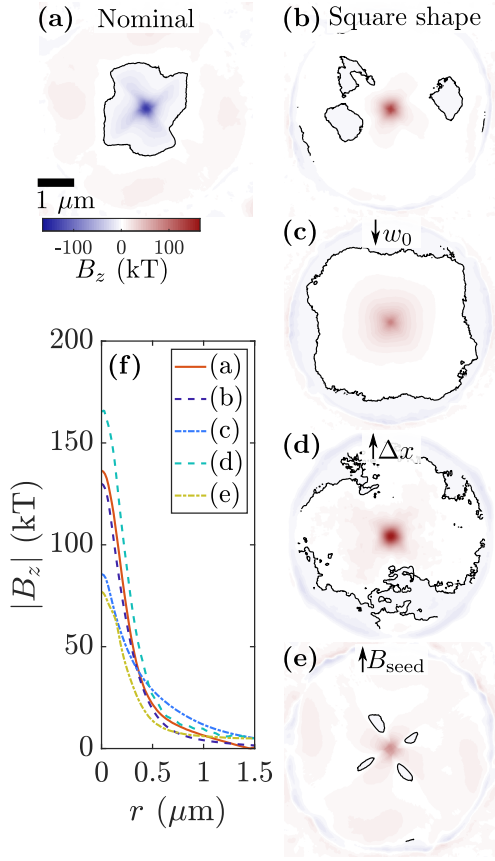 (a) Nominal
(b) Square shape
1 μm
-100 0 100
B_z (kT)
(c) ↓w_0
(d) ↑Δx
(e) ↑B_seed
(f)
(a)
(b)
(c)
(d)
(e)
200
150
100
50
0
|B_z| (kT)
0 0.5 1 1.5
r (μm)